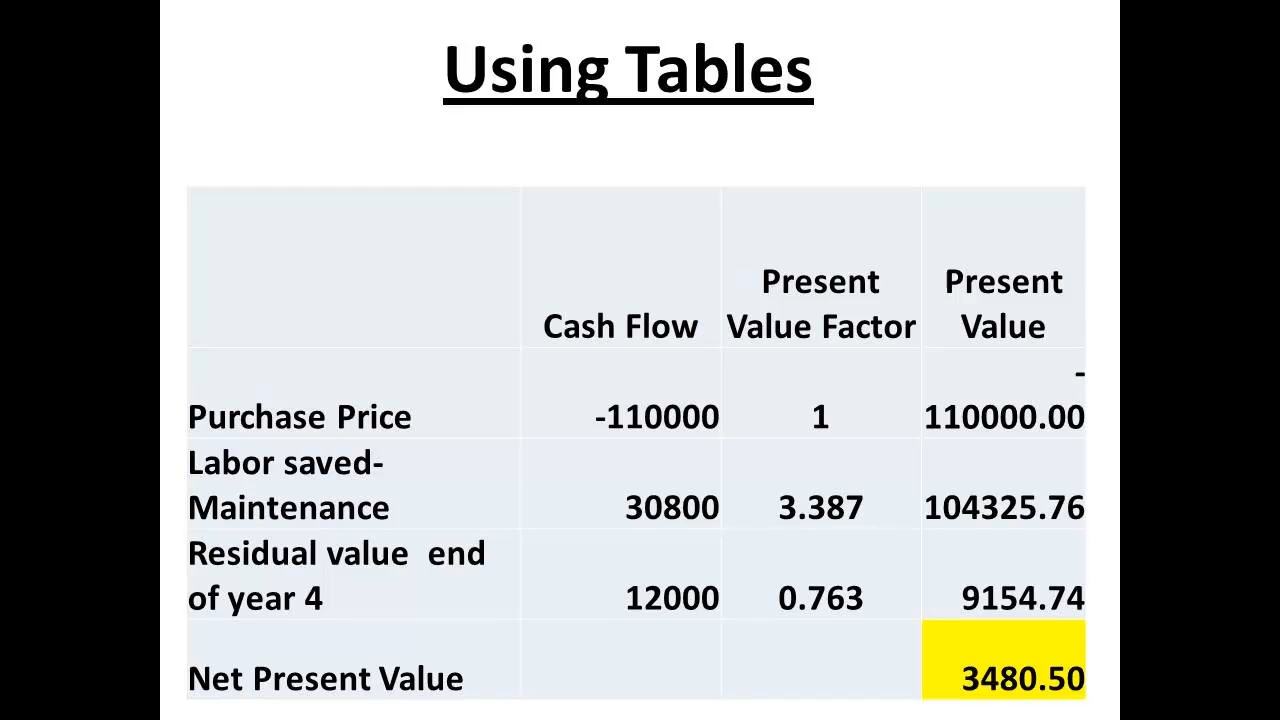 Using Tables
Present Present
Cash Flow Value Factor Value
-
Purchase Price -110000 1 110000.00
Labor saved-
Maintenance 30800 3.387 104325.76
Residual value end
of year 4 12000 0.763 9154.74
Net Present Value 3480.50